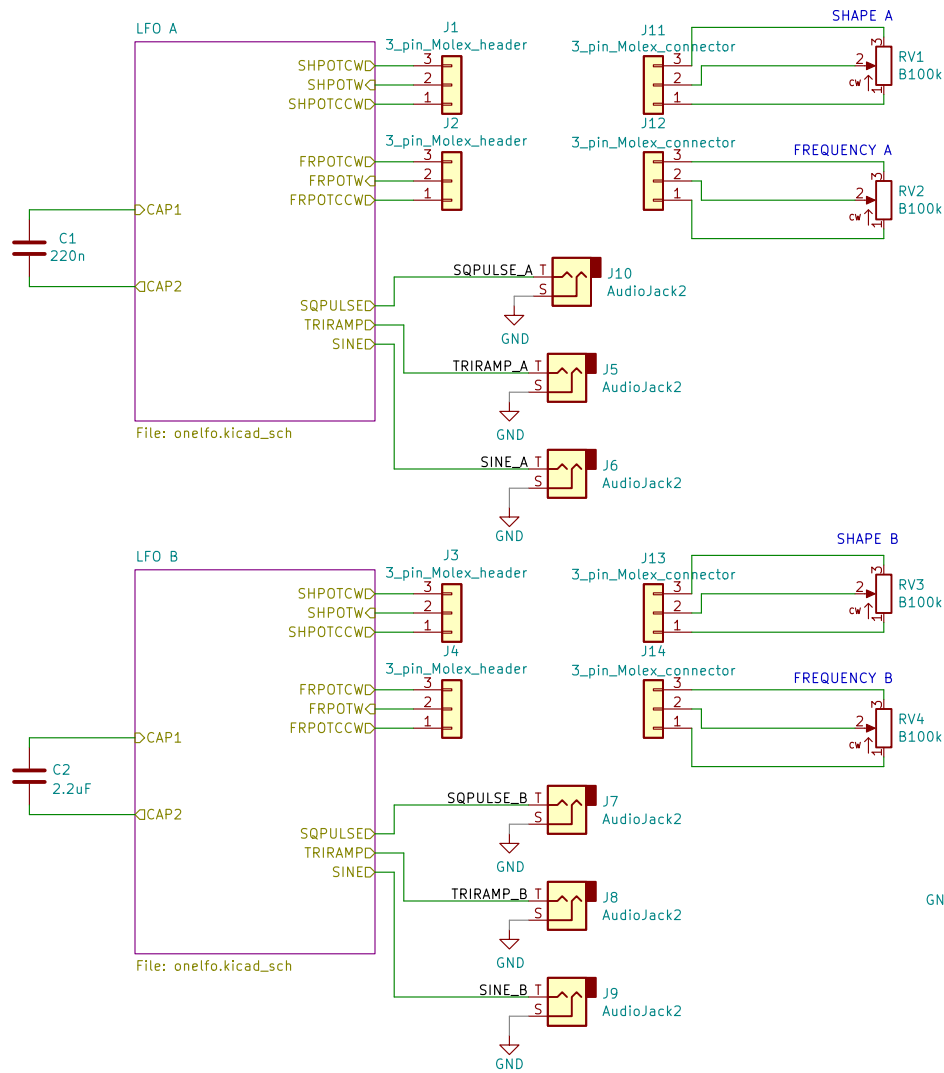 LFO A
J1
3_pin_Molex_header
SHPOTCW 3
SHPOTW 2
SHPOTCCW 1
J2
3_pin_Molex_header
FRPOTCW 3
FRPOTW 2
FRPOTCCW 1
CAP1
C1
220n
CAP2
SQPULSE
TRIRAMP
SINE
File: onelfo.kicad_sch
SHAPE A
J11
3_pin_Molex_connector
3
2
1
3
2
1
cw
RV1
B100k
FREQUENCY A
J12
3_pin_Molex_connector
3
2
1
3
2
1
cw
RV2
B100k
SQPULSE_A T
S
J10
AudioJack2
GND
TRIRAMP_A T
S
J5
AudioJack2
GND
SINE_A T
S
J6
AudioJack2
GND
LFO B
J3
3_pin_Molex_header
SHPOTCW 3
SHPOTW 2
SHPOTCCW 1
J4
3_pin_Molex_header
FRPOTCW 3
FRPOTW 2
FRPOTCCW 1
CAP1
C2
2.2uF
CAP2
SQPULSE
TRIRAMP
SINE
File: onelfo.kicad_sch
SHAPE B
J13
3_pin_Molex_connector
3
2
1
3
2
1
cw
RV3
B100k
FREQUENCY B
J14
3_pin_Molex_connector
3
2
1
3
2
1
cw
RV4
B100k
SQPULSE_B T
S
J7
AudioJack2
GND
TRIRAMP_B T
S
J8
AudioJack2
GND
GN
SINE_B T
S
J9
AudioJack2
GND